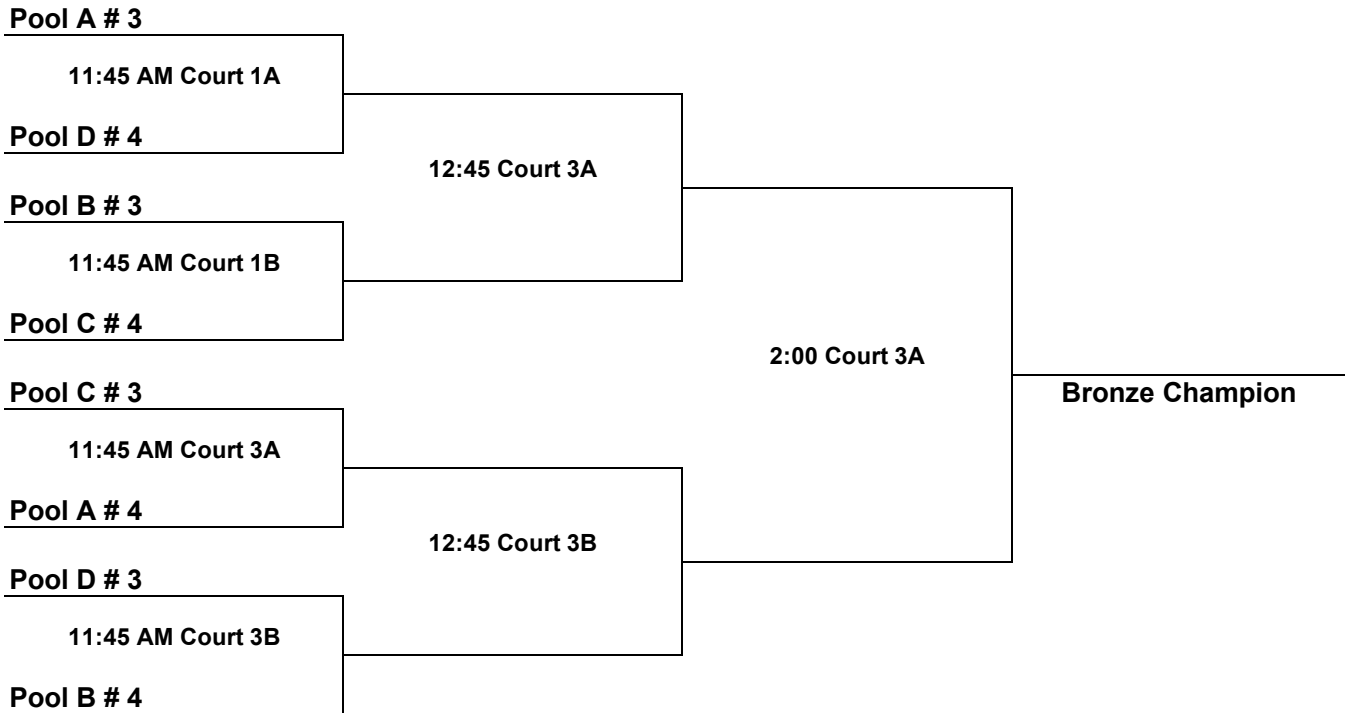 Pool A # 3
11:45 AM Court 1A
Pool D # 4
12:45 Court 3A
Pool B # 3
11:45 AM Court 1B
Pool C # 4
2:00 Court 3A
Pool C # 3
Bronze Champion
11:45 AM Court 3A
Pool A # 4
12:45 Court 3B
Pool D # 3
11:45 AM Court 3B
Pool B # 4